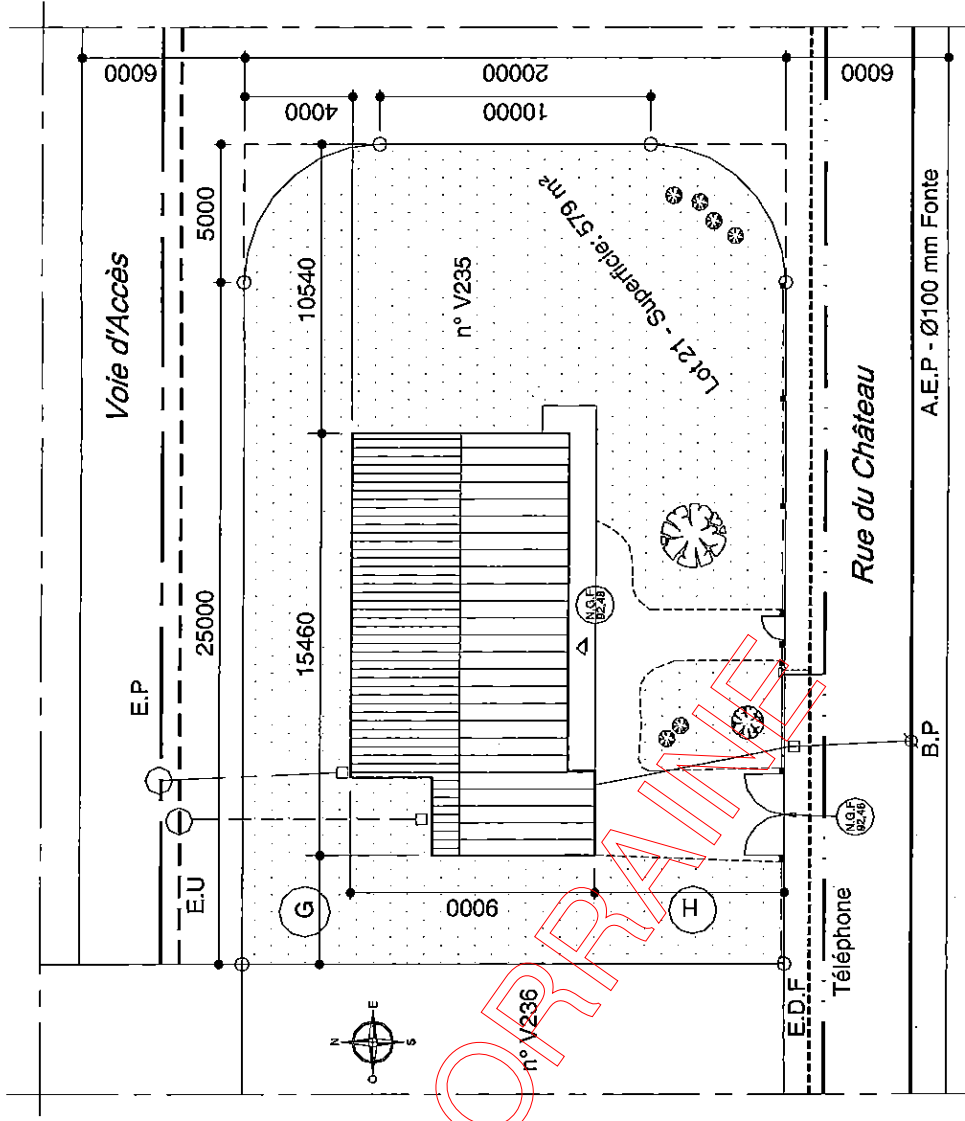 6000
20000
4000
10000
6000
5000
Voie d'Accès
10540
n° V235
Lot 21 - Superficie: 579 m²
A.E.P - Ø100 mm Fonte
Rue du Château
25000
15460
E.P
N.G.F
92,48
E.U
B.P
N.G.F
92,46
G
9000
H
Téléphone
E.D.F
n° V236
N
E
S
O
ORRAINE